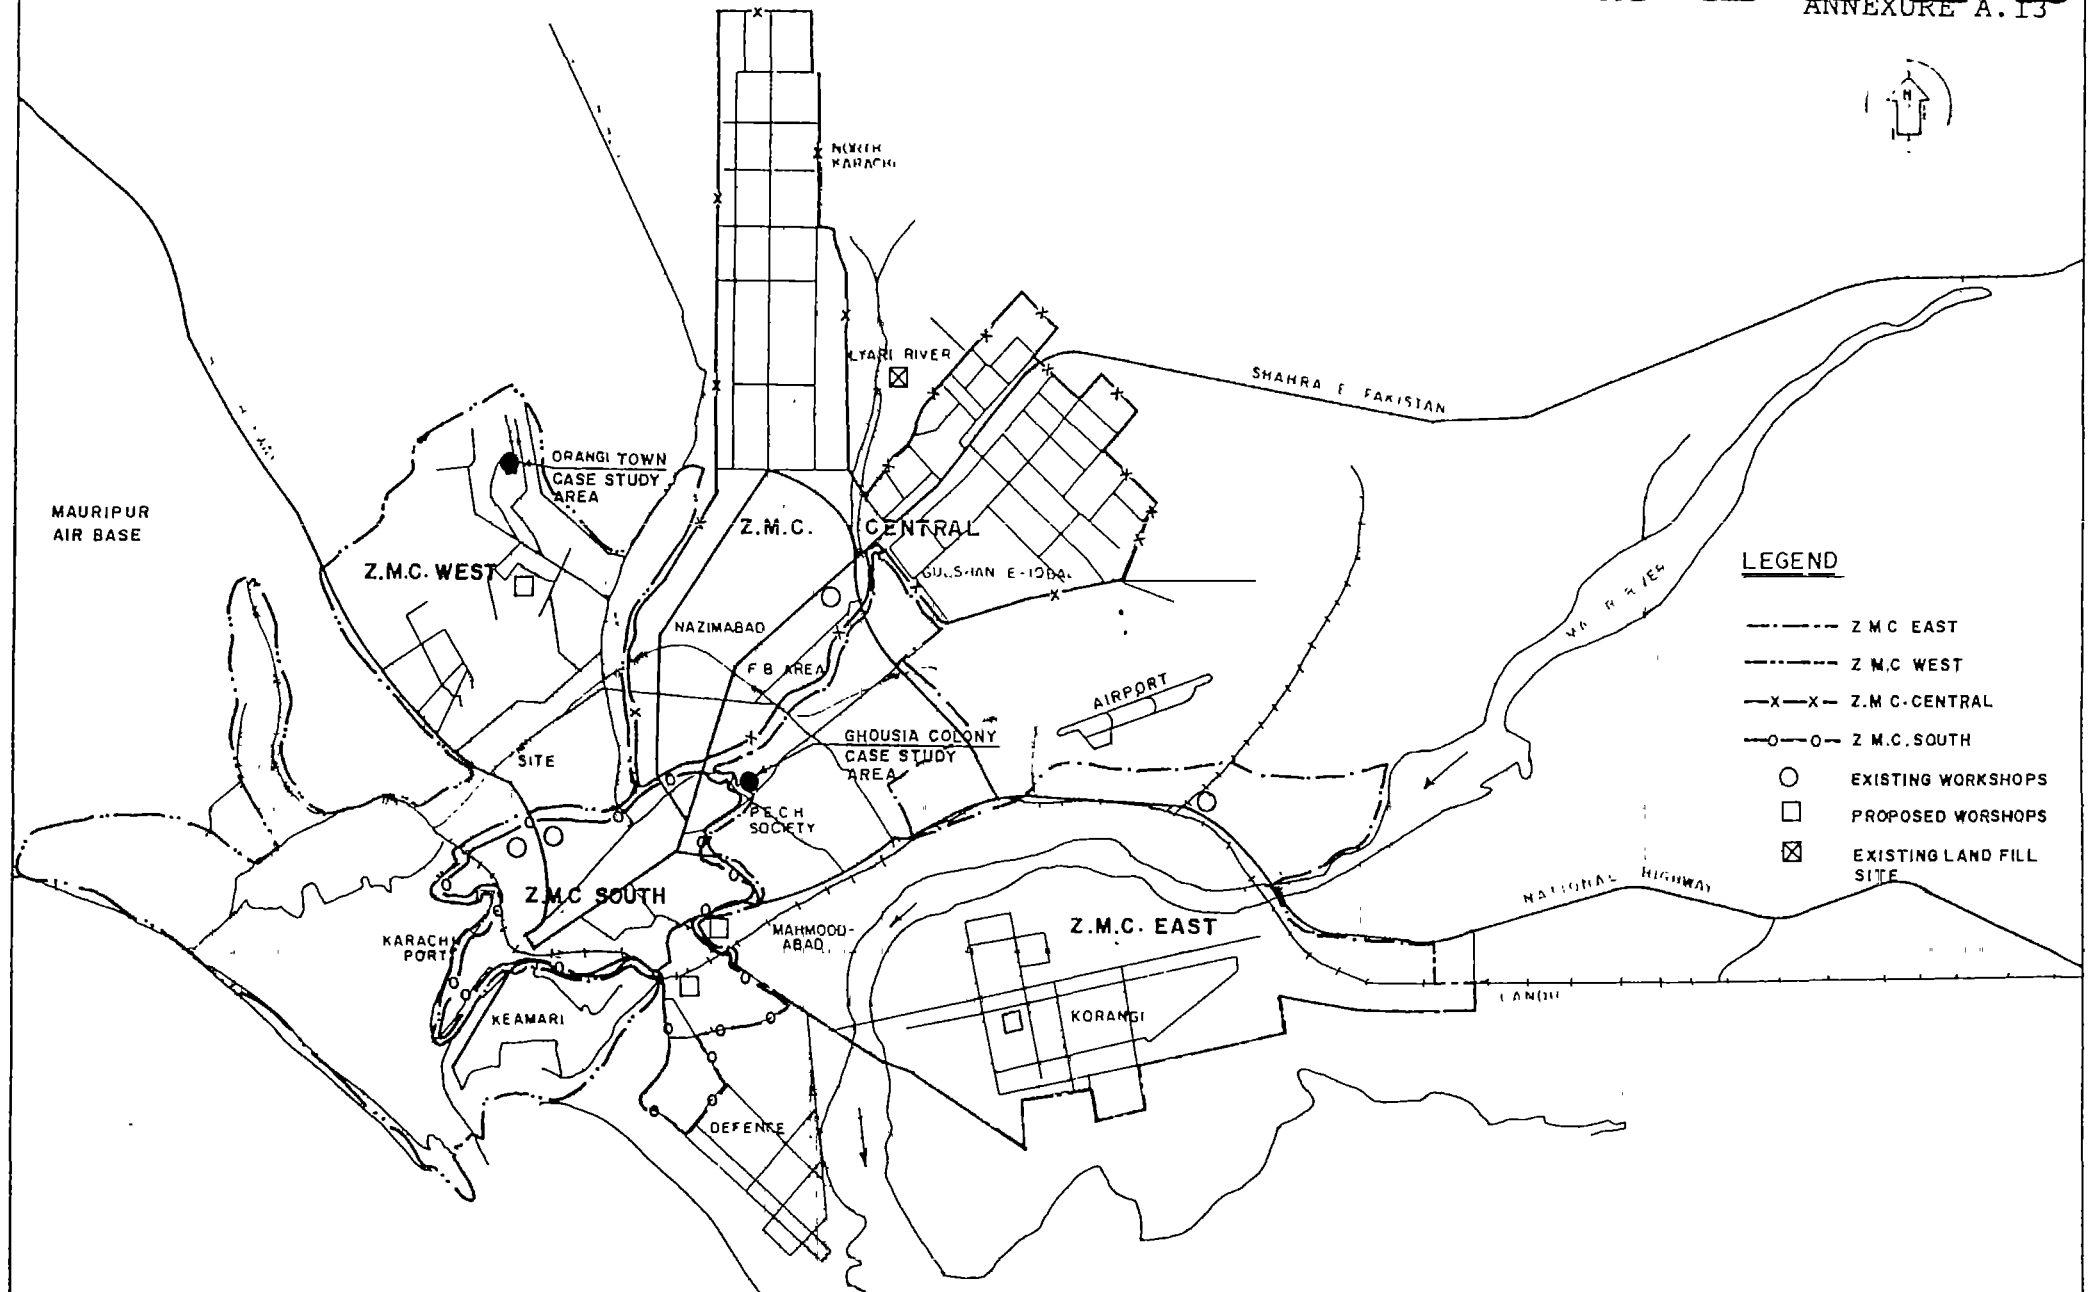 ANNEXURE A.13
N
NORTH
KARACHI
LYARI RIVER
SHAHRA E PAKISTAN
ORANGI TOWN
CASE STUDY
AREA
MAURIPUR
AIR BASE
Z.M.C. CENTRAL
Z.M.C. WEST
GULSHAN E-IQBAL
NAZIMABAD
F B AREA
AIRPORT
GHOUSIA COLONY
CASE STUDY
AREA
SITE
P E C H
SOCIETY
Z.M.C SOUTH
MAHMOOD-
ABAD
Z.M.C. EAST
NATIONAL HIGHWAY
KARACHI
PORT
KEAMARI
KORANGI
DEFENCE
LEGEND
Z M C EAST
Z M.C WEST
Z.M C.CENTRAL
Z M.C.SOUTH
EXISTING WORKSHOPS
PROPOSED WORSHOPS
EXISTING LAND FILL
SITE